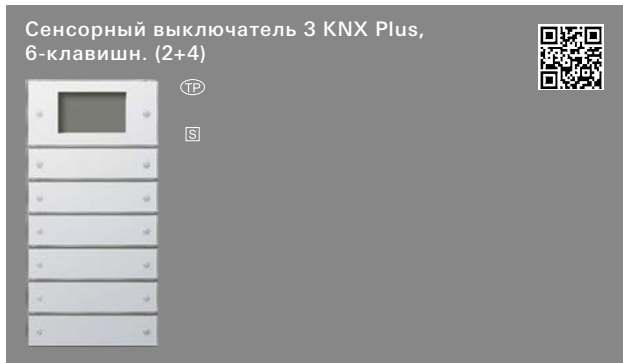 Сенсорный выключатель 3 KNX Plus,
6-клавишн. (2+4)
TP
S